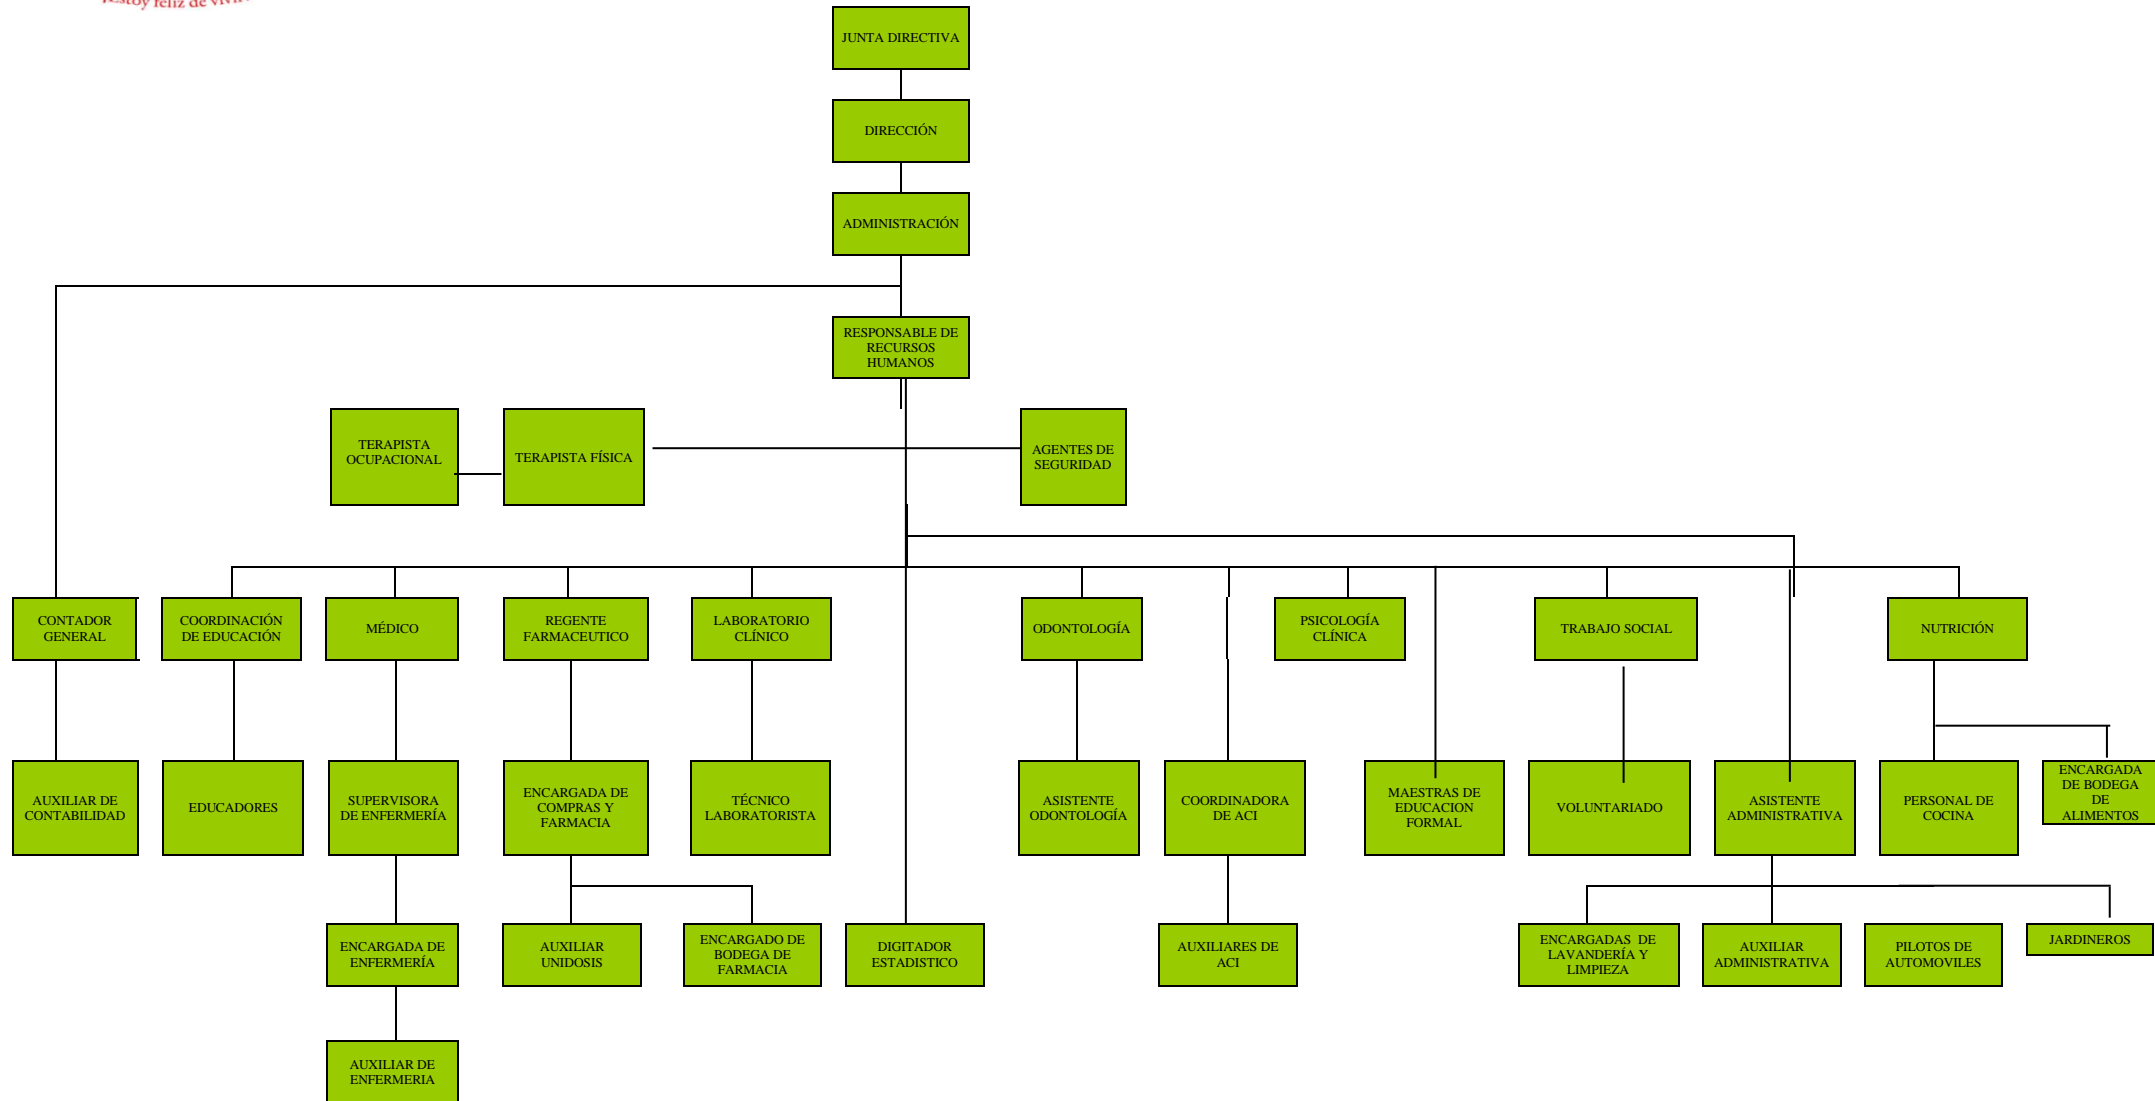 feliz de
JUNTA DIRECTIVA
DIRECCIÓN
ADMINISTRACIÓN
RESPONSABLE DE
RECURSOS
HUMANOS
TERAPISTA
OCUPACIONAL
TERAPISTA FÍSICA
AGENTES DE
SEGURIDAD
CONTADOR
GENERAL
COORDINACIÓN
DE EDUCACIÓN
MÉDICO
REGENTE
FARMACEUTICO
LABORATORIO
CLÍNICO
ODONTOLOGÍA
PSICOLOGÍA
CLÍNICA
TRABAJO SOCIAL
NUTRICIÓN
AUXILIAR DE
CONTABILIDAD
EDUCADORES
SUPERVISORA
DE ENFERMERÍA
ENCARGADA DE
COMPRAS Y
FARMACIA
TÉCNICO
LABORATORISTA
ASISTENTE
ODONTOLOGÍA
COORDINADORA
DE ACI
MAESTRAS DE
EDUCACION
FORMAL
VOLUNTARIADO
ASISTENTE
ADMINISTRATIVA
PERSONAL DE
COCINA
ENCARGADA
DE BODEGA
DE
ALIMENTOS
ENCARGADA DE
ENFERMERÍA
AUXILIAR
UNIDOSIS
ENCARGADO DE
BODEGA DE
FARMACIA
DIGITADOR
ESTADISTICO
AUXILIARES DE
ACI
ENCARGADAS  DE
LAVANDERÍA Y
LIMPIEZA
AUXILIAR
ADMINISTRATIVA
PILOTOS DE
AUTOMOVILES
JARDINEROS
AUXILIAR DE
ENFERMERIA